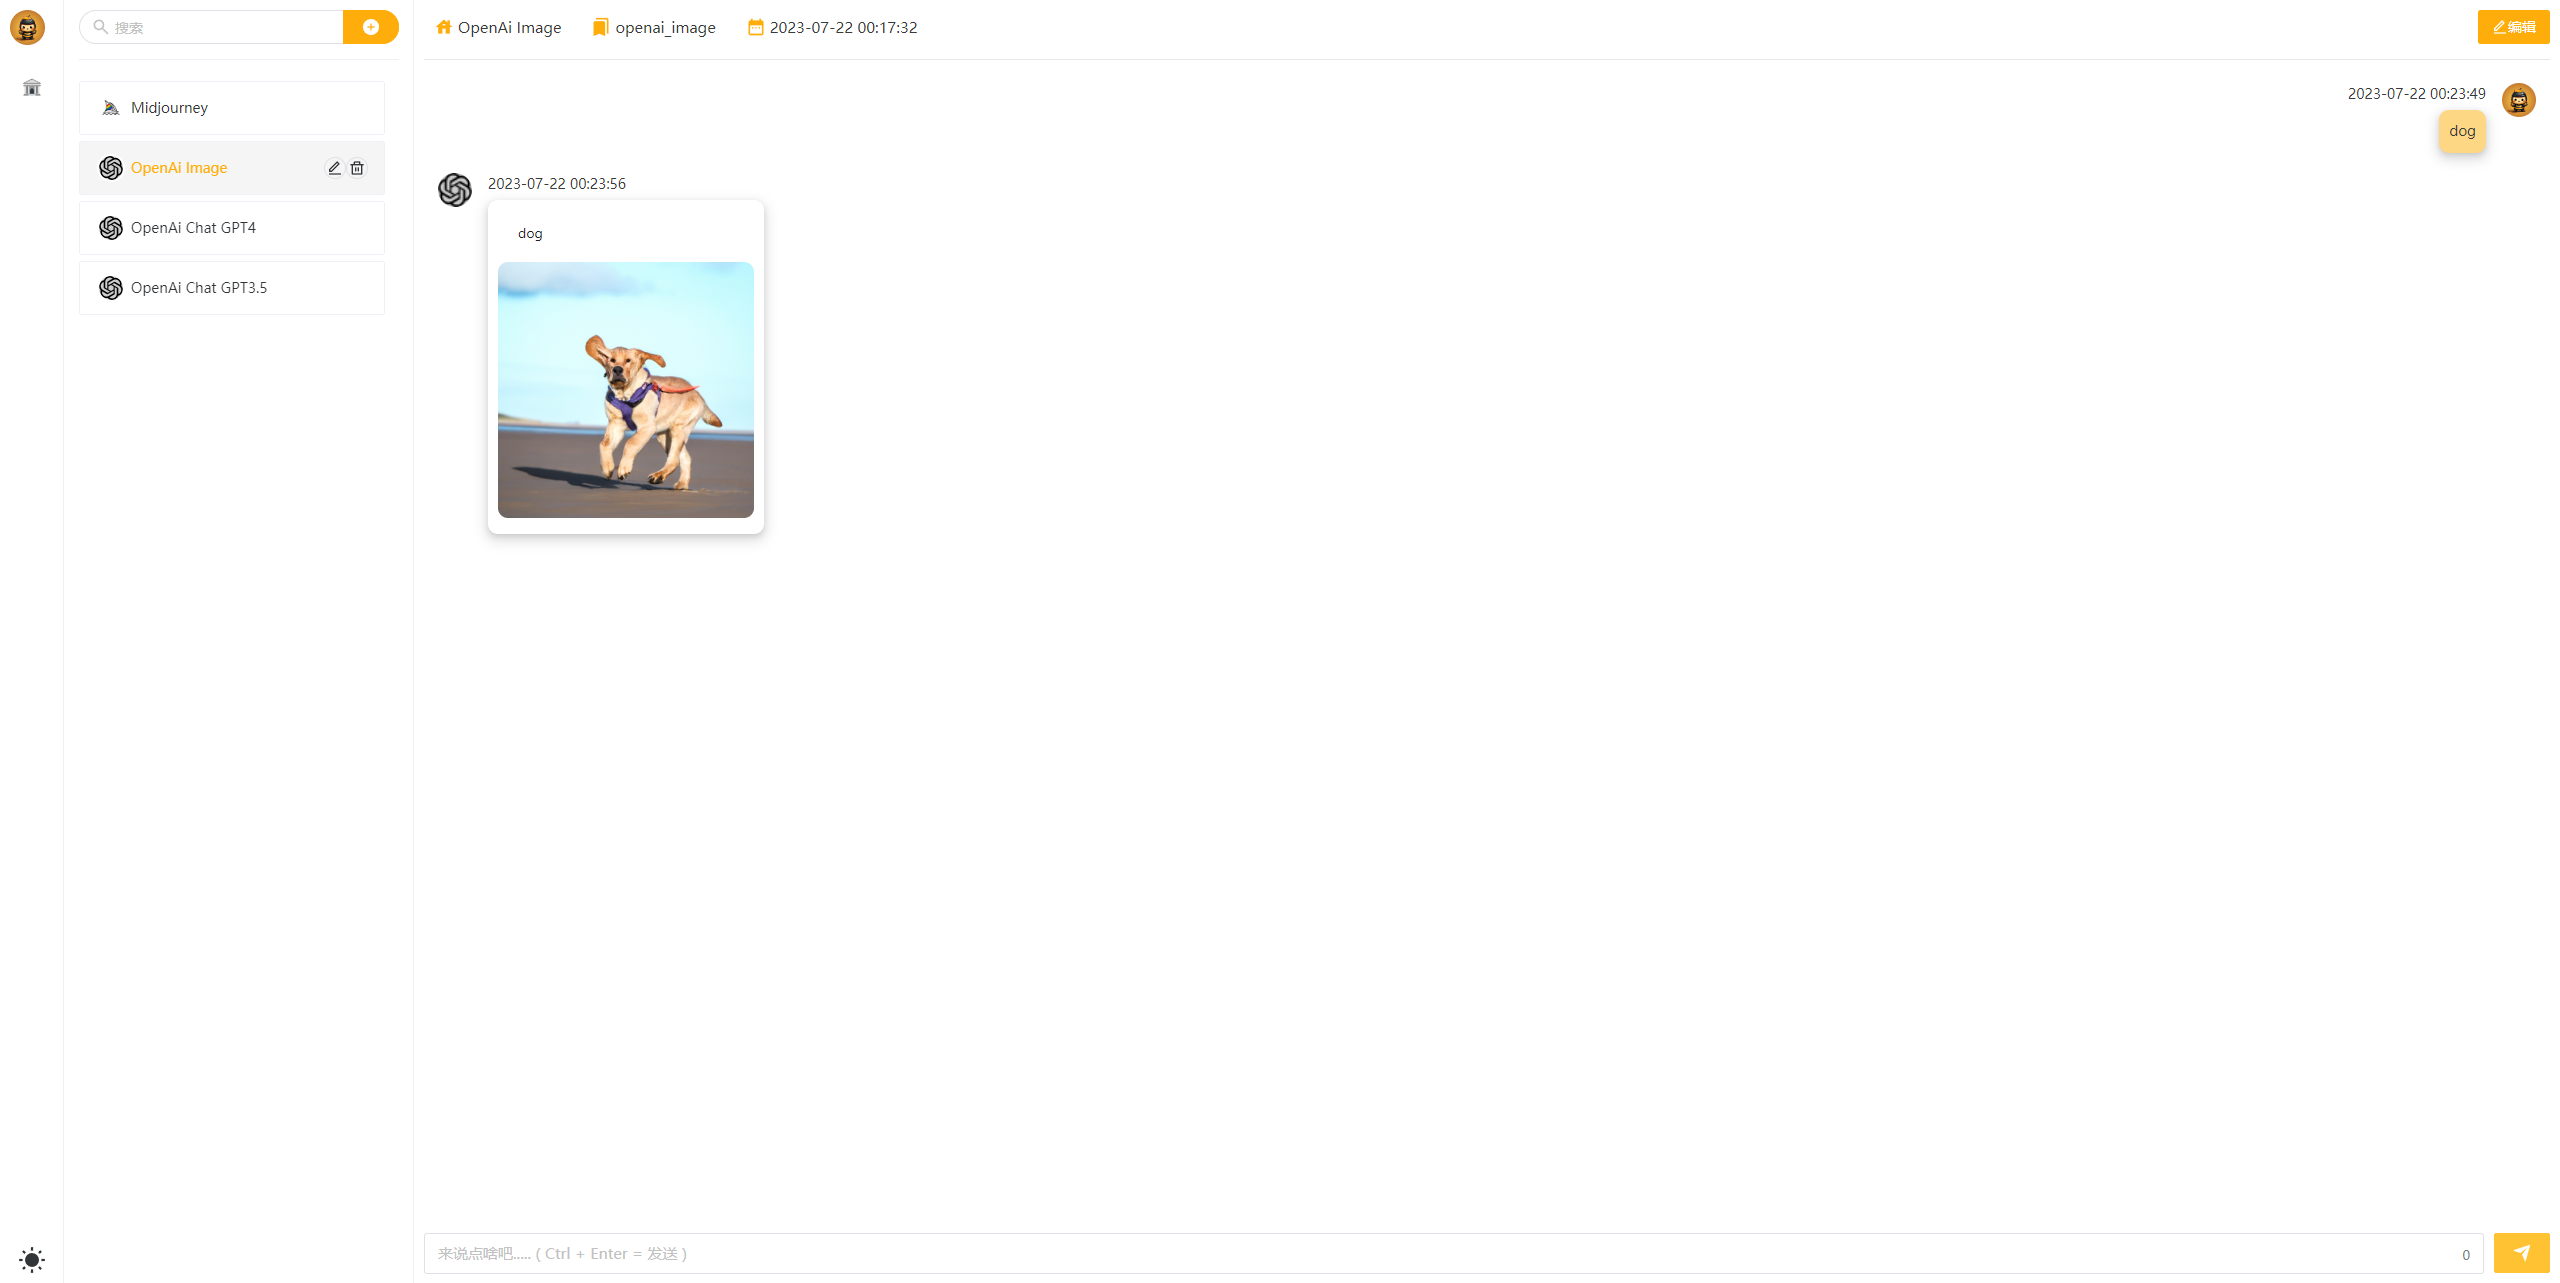 搜索
Midjourney
OpenAi Image
OpenAi Chat GPT4
OpenAi Chat GPT3.5
OpenAi Image openai_image 2023-07-22 00:17:32 编辑
2023-07-22 00:23:49
dog
2023-07-22 00:23:56
dog
来说点啥吧..... ( Ctrl + Enter = 发送 ) 0